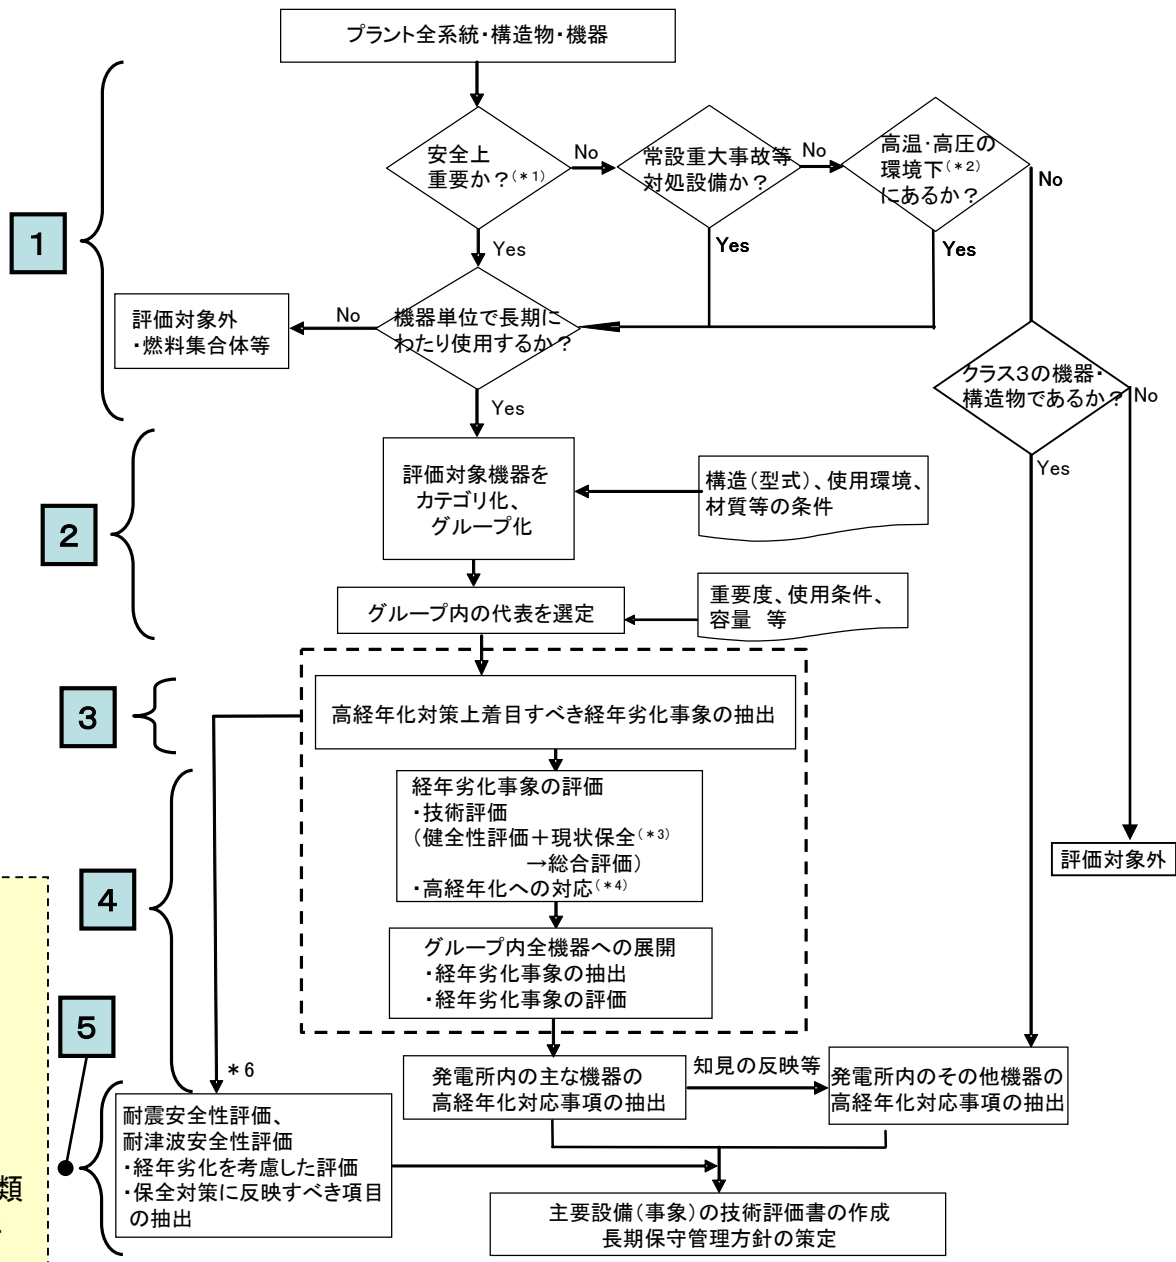 プラント全系統・構造物・機器
安全上
重要か？(*1)
No
常設重大事故等
対処設備か？
No
高温・高圧の
環境下(*2)
にあるか？
No
1
Yes
Yes
Yes
評価対象外
・燃料集合体等
No
機器単位で長期に
わたり使用するか？
クラス3の機器・
構造物であるか？
No
Yes
Yes
2
評価対象機器を
カテゴリ化、
グループ化
構造(型式)、使用環境、
材質等の条件
グループ内の代表を選定
重要度、使用条件、
容量 等
3
高経年化対策上着目すべき経年劣化事象の抽出
4
経年劣化事象の評価
・技術評価
(健全性評価＋現状保全(*3)
→総合評価)
・高経年化への対応(*4)
評価対象外
グループ内全機器への展開
・経年劣化事象の抽出
・経年劣化事象の評価
5
*6
発電所内の主な機器の
高経年化対応事項の抽出
知見の反映等
発電所内のその他機器の
高経年化対応事項の抽出
耐震安全性評価、
耐津波安全性評価
・経年劣化を考慮した評価
・保全対策に反映すべき項目
の抽出
類
主要設備(事象)の技術評価書の作成
長期保守管理方針の策定